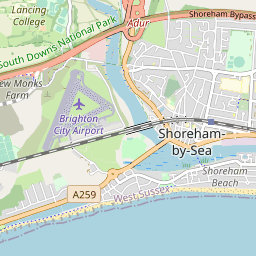 Lancing
College
Shoreham Bypass
Adur
South Downs National Park
New Monks
Farm
Brighton
City Airport
Shoreham-
by-Sea
A259
West Sussex
Shoreham
Beach